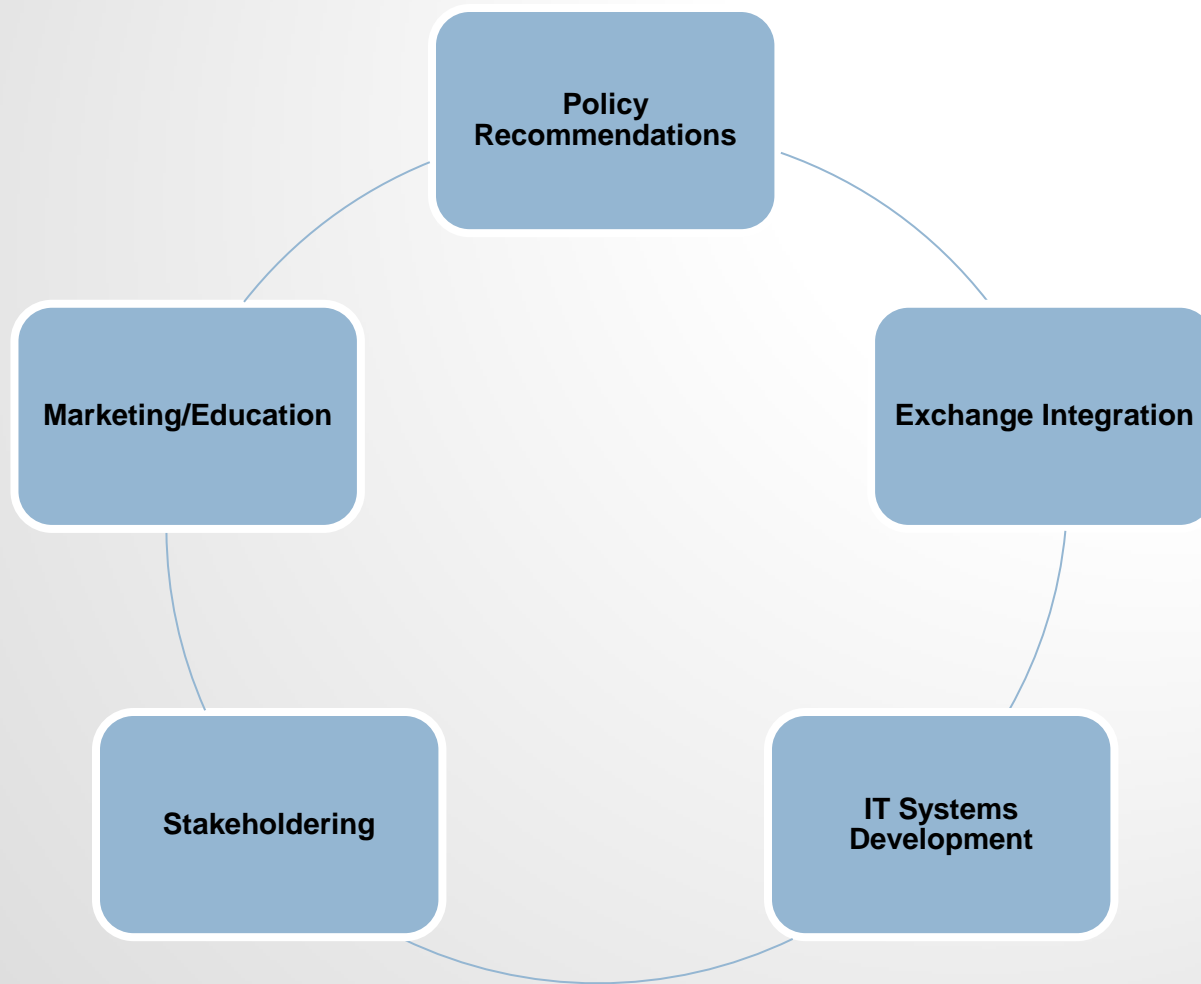 Policy
Recommendations
Marketing/Education
Exchange Integration
Stakeholdering
IT Systems
Development